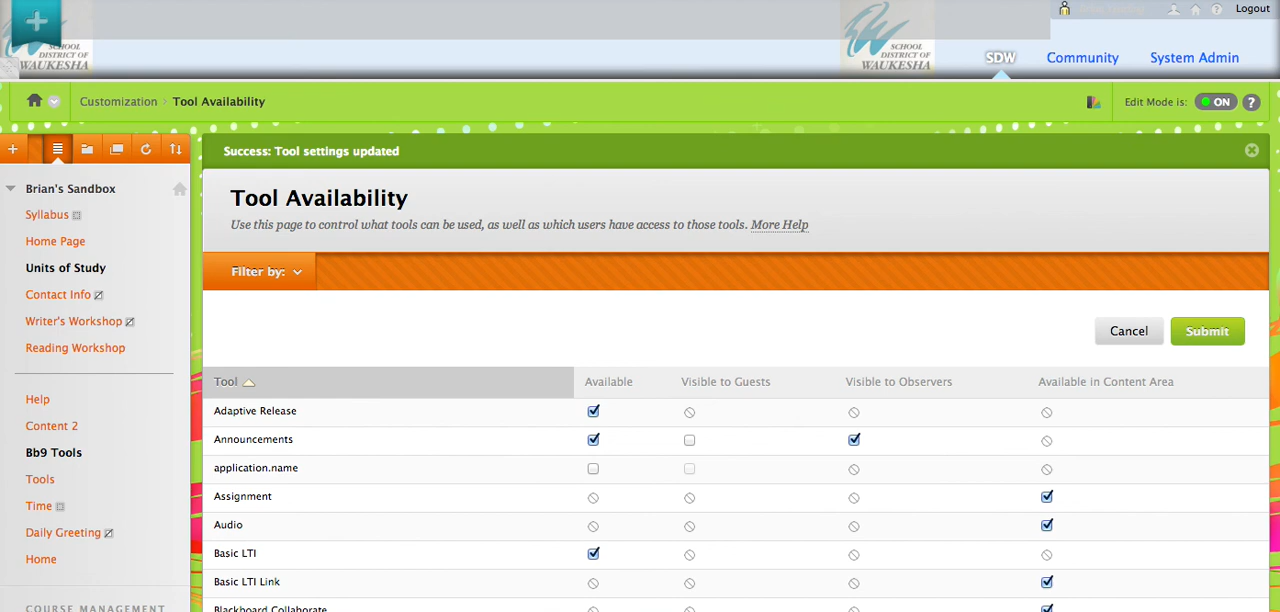 Logout
SCHOOL
DISTRICT OF
WAUKESHA
SCHOOL
DISTRICT OF
WAUKESHA
SDW
Community
System Admin
Customization
Tool Availability
Edit Mode is:
ON
?
Success: Tool settings updated
Tool Availability
Use this page to control what tools can be used, as well as which users have access to those tools. More Help
Filter by:
Cancel
Submit
Brian's Sandbox
Syllabus
Home Page
Units of Study
Contact Info
Writer's Workshop
Reading Workshop
Help
Content 2
Bb9 Tools
Tools
Time
Daily Greeting
Home
COURSE MANAGEMENT
Tool Available Visible to Guests Visible to Observers Available in Content Area
Adaptive Release
Announcements
application.name
Assignment
Audio
Basic LTI
Basic LTI Link
Blackboard Collaborate